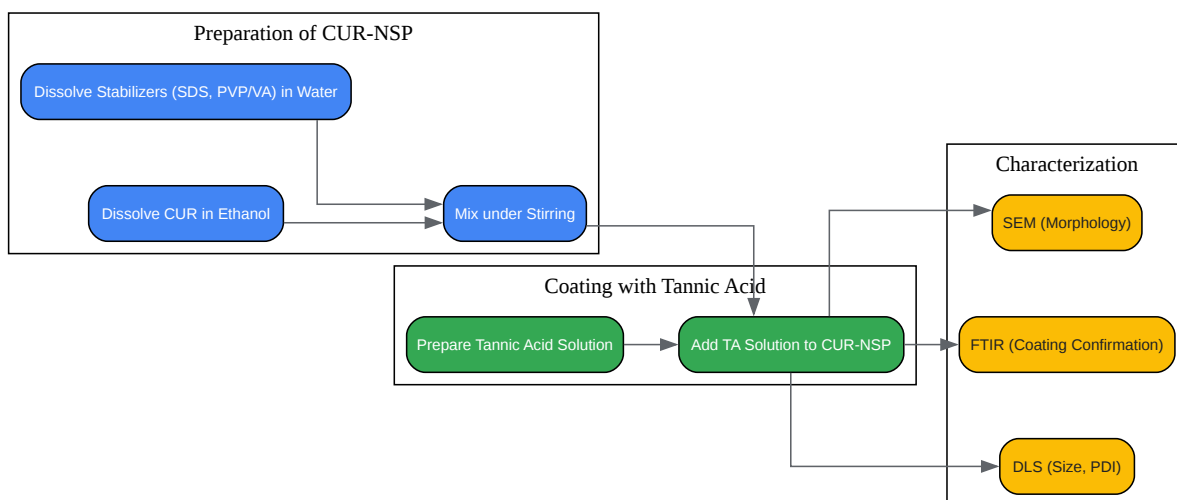 Preparation of CUR-NSP
Dissolve Stabilizers (SDS, PVP/VA) in Water
Dissolve CUR in Ethanol
Mix under Stirring
Coating with Tannic Acid
Prepare Tannic Acid Solution
Add TA Solution to CUR-NSP
Characterization
SEM (Morphology)
FTIR (Coating Confirmation)
DLS (Size, PDI)